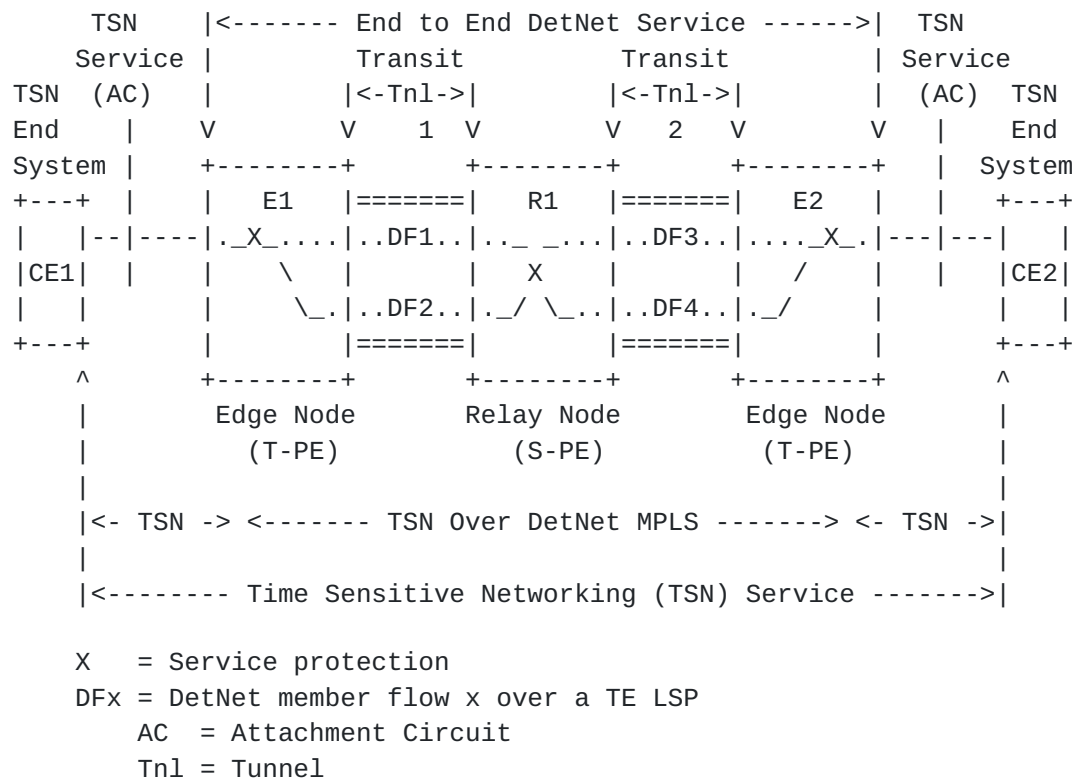 TSN    |<------- End to End DetNet Service ------>|  TSN
    Service |         Transit          Transit         | Service
TSN  (AC)   |        |<-Tnl->|        |<-Tnl->|        |  (AC)  TSN
End    |    V        V   1  V        V   2   V        V   |    End
System |    +--------+       +--------+       +--------+   |  System
+---+  |    |   E1   |=======|   R1   |=======|   E2   |   |   +---+
|   |--|----|._X_....|..DF1..|.._ _...|..DF3..|...._X_.|---|---|   |
|CE1|  |    |    \   |       |   X    |       |   /    |   |   |CE2|
|   |       |     \_.|..DF2..|._/ \_..|..DF4..|._/     |       |   |
+---+       |        |=======|        |=======|        |       +---+
    ^       +--------+       +--------+       +--------+       ^
    |        Edge Node       Relay Node        Edge Node       |
    |          (T-PE)           (S-PE)          (T-PE)         |
    |                                                          |
    |<- TSN -> <------- TSN Over DetNet MPLS -------> <- TSN ->|
    |                                                          |
    |<-------- Time Sensitive Networking (TSN) Service ------->|

    X   = Service protection
    DFx = DetNet member flow x over a TE LSP
        AC  = Attachment Circuit
        Tnl = Tunnel